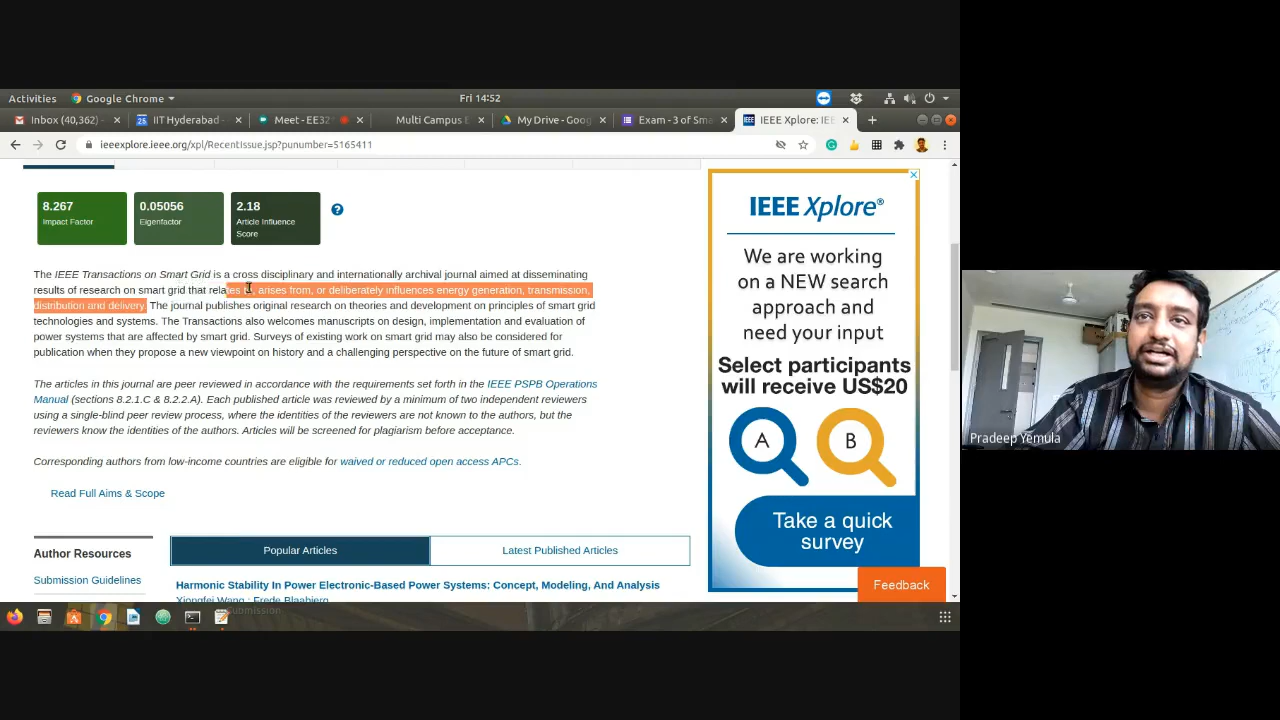 Activities
Google Chrome
Fri 14:52
Inbox (40,362) -
IIT Hyderabad -
Meet - EE32
Multi Campus E
My Drive - Goog
Exam - 3 of Sma
IEEE Xplore: IEE
ieeexplore.ieee.org/xpl/RecentIssue.jsp?punumber=5165411
8.267
Impact Factor
0.05056
Eigenfactor
2.18
Article Influence
Score
The IEEE Transactions on Smart Grid is a cross disciplinary and internationally archival journal aimed at disseminating
results of research on smart grid that relates to, arises from, or deliberately influences energy generation, transmission,
distribution and delivery. The journal publishes original research on theories and development on principles of smart grid
technologies and systems. The Transactions also welcomes manuscripts on design, implementation and evaluation of
power systems that are affected by smart grid. Surveys of existing work on smart grid may also be considered for
publication when they propose a new viewpoint on history and a challenging perspective on the future of smart grid.
The articles in this journal are peer reviewed in accordance with the requirements set forth in the IEEE PSPB Operations
Manual (sections 8.2.1.C & 8.2.2.A). Each published article was reviewed by a minimum of two independent reviewers
using a single-blind peer review process, where the identities of the reviewers are not known to the authors, but the
reviewers know the identities of the authors. Articles will be screened for plagiarism before acceptance.
Corresponding authors from low-income countries are eligible for waived or reduced open access APCs.
Read Full Aims & Scope
Author Resources
Submission Guidelines
Popular Articles
Latest Published Articles
Harmonic Stability In Power Electronic-Based Power Systems: Concept, Modeling, And Analysis
Xiongfei Wang ; Frede Blaabjerg
Submission
IEEE Xplore®
We are working
on a NEW search
approach and
need your input
Select participants
will receive US$20
A
B
Take a quick
survey
Feedback
Pradeep Yemula